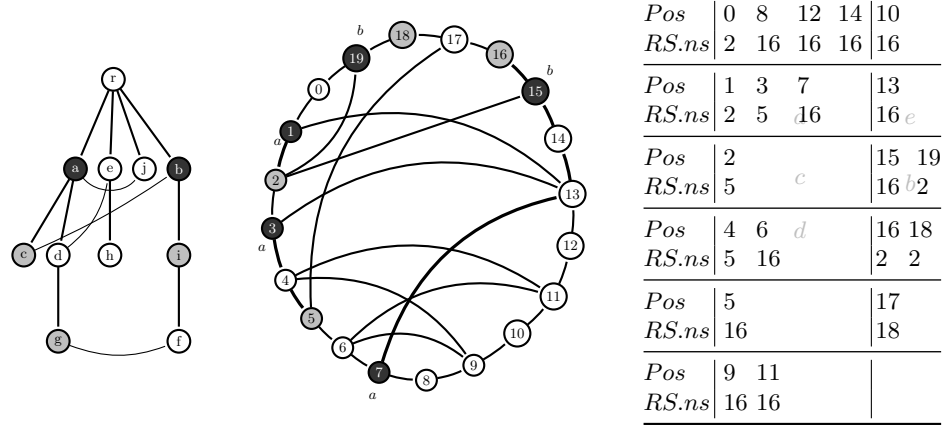 r
a e j b
c d h i
g f
b
19 18 17 16
15 b
0
1 a
14
2
13
3 a
12
4
11
5
10
6
9
7 a
8
Pos 0 8 12 14 10
RS.ns 2 16 16 16 16
Pos 1 3 7 13
RS.ns 2 5 16 16 e
Pos 2 15 19
RS.ns 5 c 16 b 2
Pos 4 6 d 16 18
RS.ns 5 16 2 2
Pos 5 17
RS.ns 16 18
Pos 9 11
RS.ns 16 16